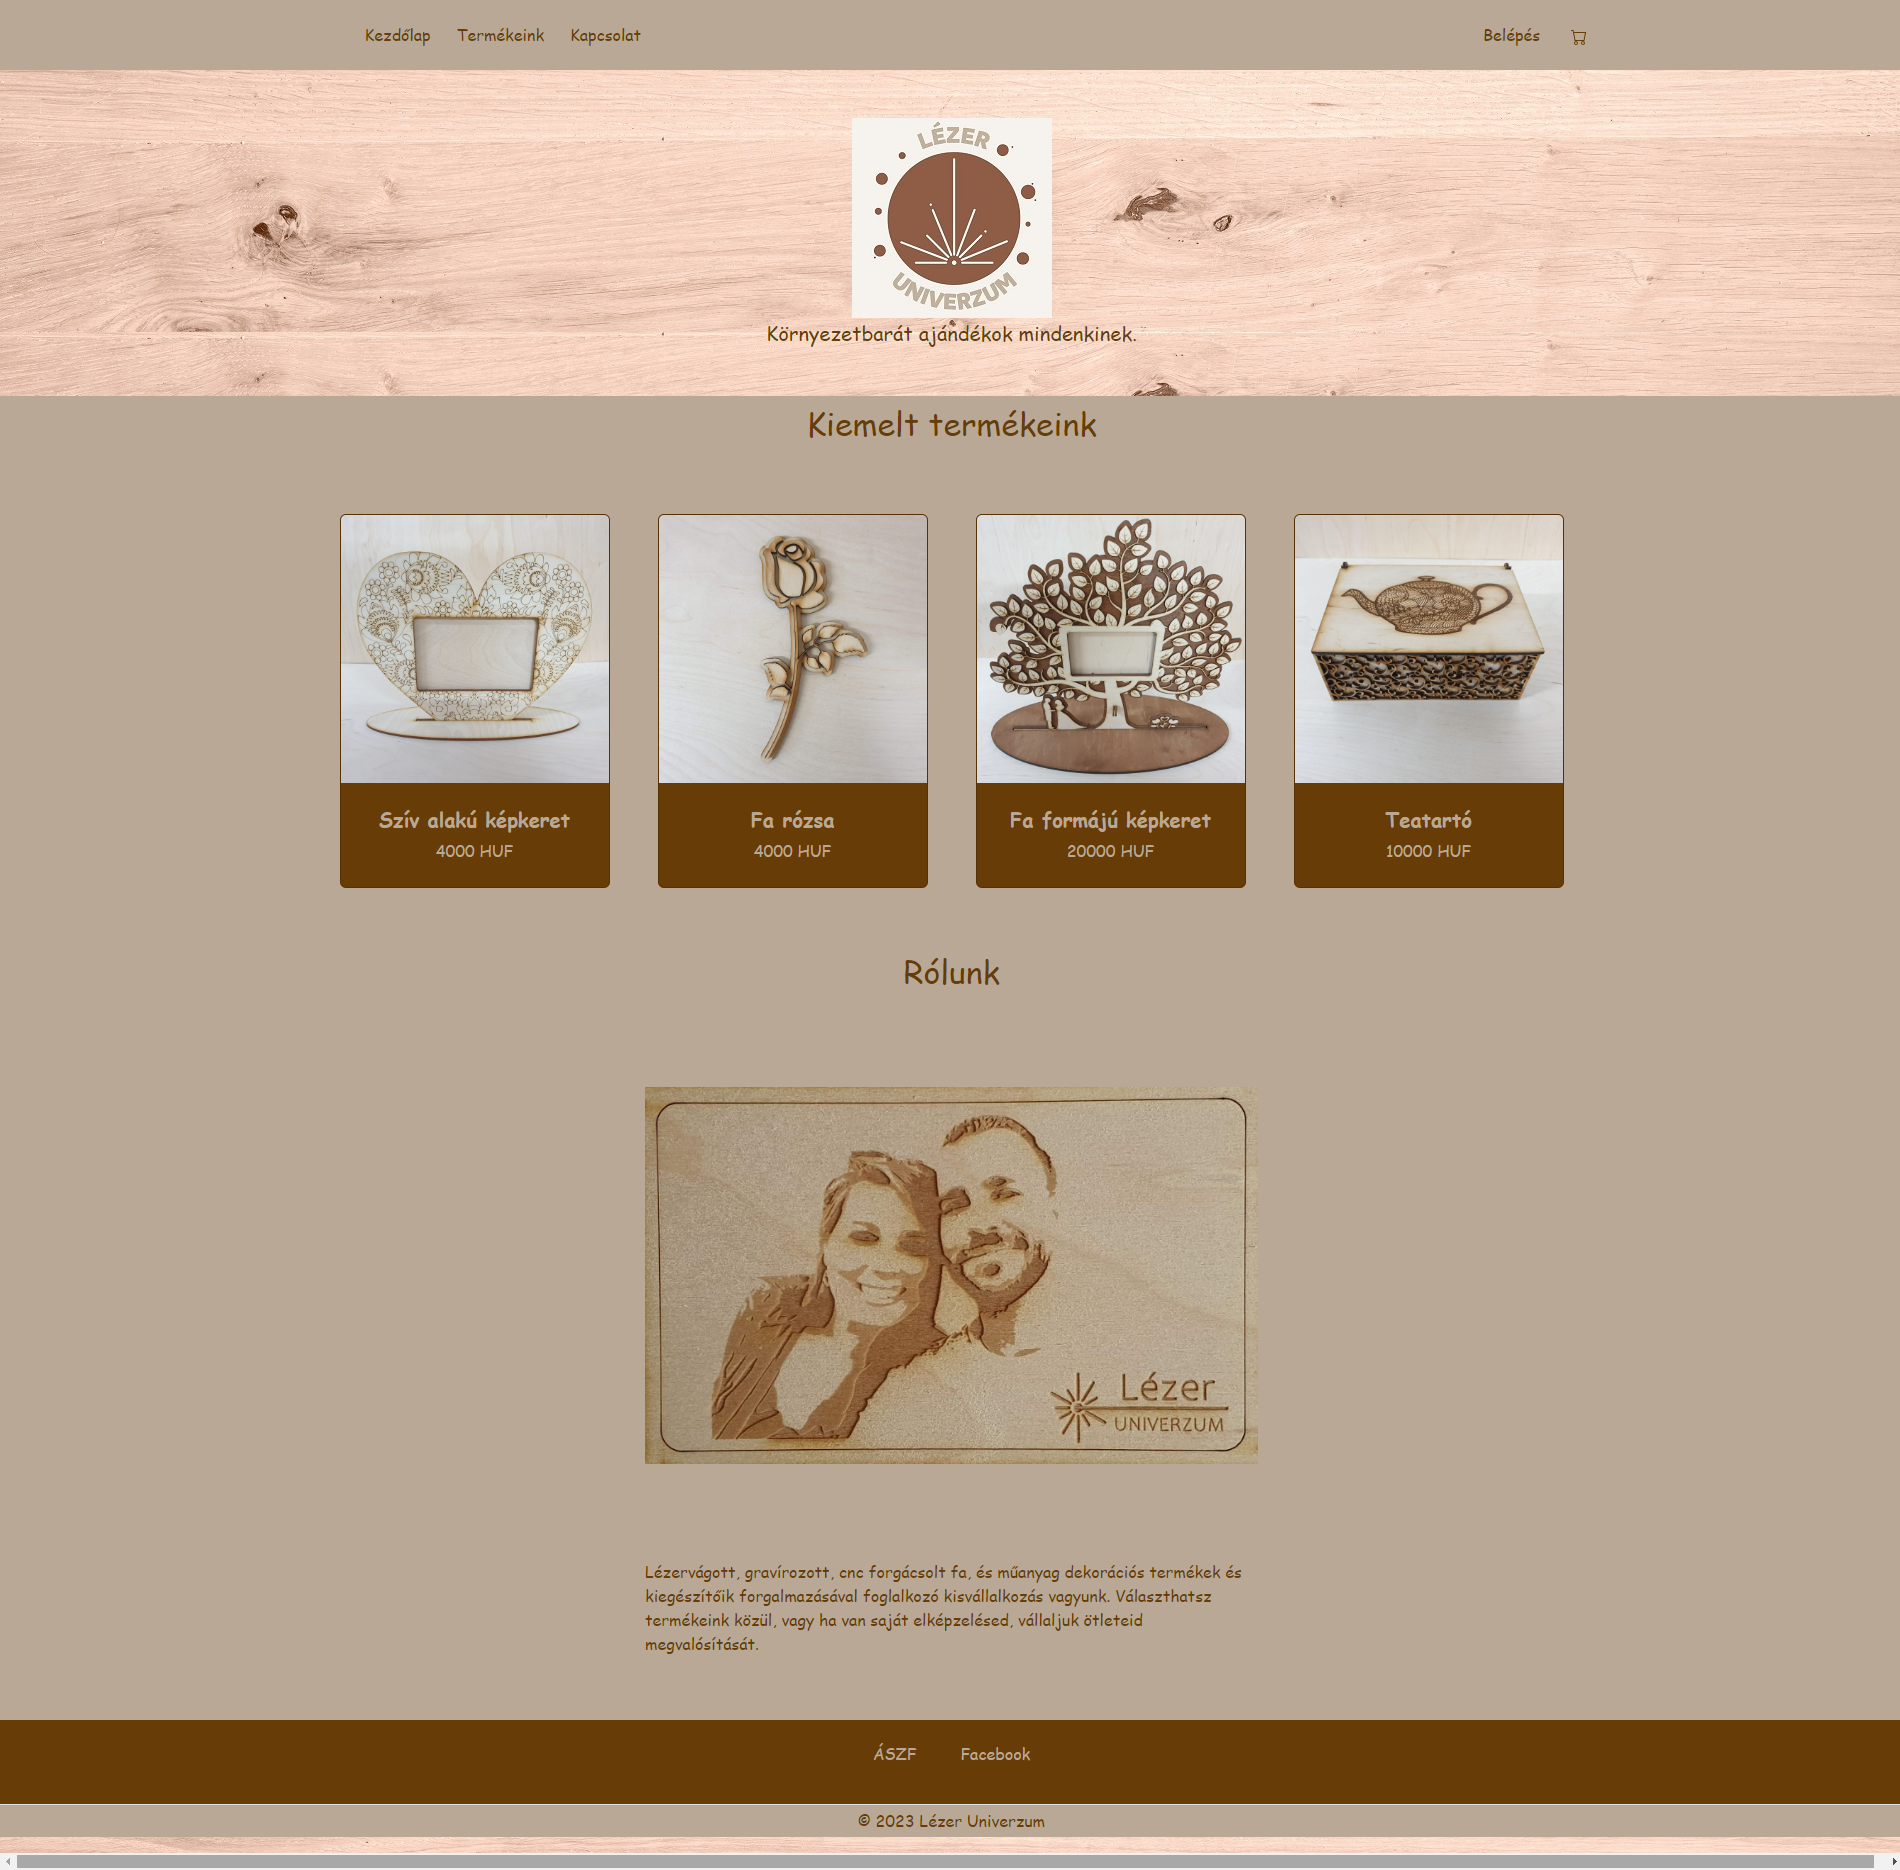 Kezdőlap Termékeink Kapcsolat Belépés
LÉZER
UNIVERZUM
Környezetbarát ajándékok mindenkinek.
Kiemelt termékeink
Szív alakú képkeret
4000 HUF
Fa rózsa
4000 HUF
Fa formájú képkeret
20000 HUF
Teatartó
10000 HUF
Rólunk
Lézer
UNIVERZUM
Lézervágott, gravírozott, cnc forgácsolt fa, és műanyag dekorációs termékek és
kiegészítőik forgalmazásával foglalkozó kisvállalkozás vagyunk. Választhatsz
termékeink közül, vagy ha van saját elképzelésed, vállaljuk ötleteid
megvalósítását.
ÁSZF Facebook
© 2023 Lézer Univerzum